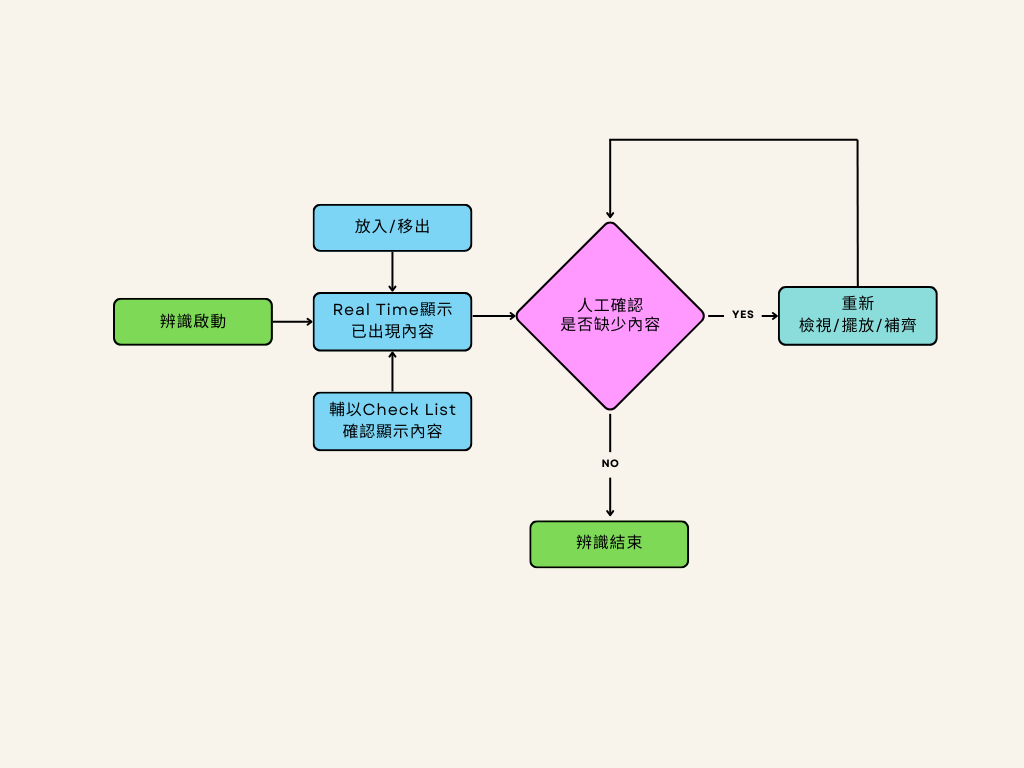 放入/移出
辨識啟動
Real Time顯示
已出現內容
輔以Check List
確認顯示內容
人工確認
是否缺少內容
YES
重新
檢視/擺放/補齊
NO
辨識結束